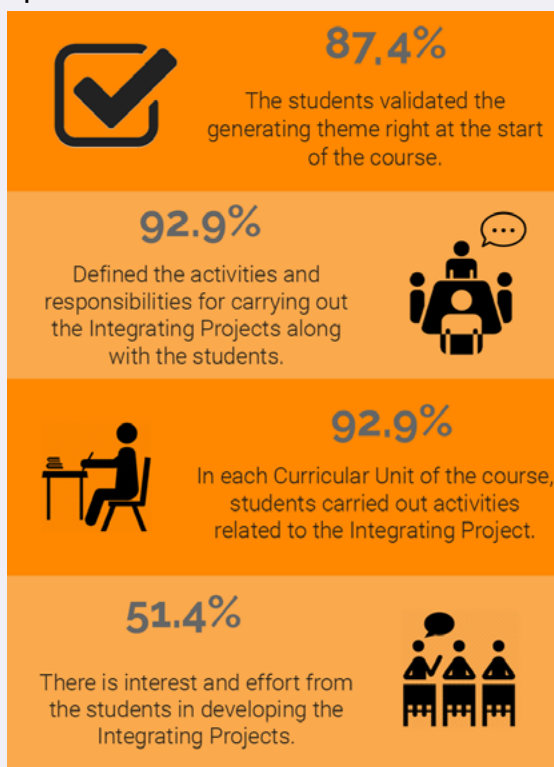 87,4%
The students validated the
generating theme right at the start
of the course.
92.9%
Defined the activities and
responsibilities for carrying out
the Integrating Projects along
with the students.
92.9%
In each Curricular Unit of the course,
students carried out activities
related to the Integrating Project.
51.4%
There is interest and effort from
the students in developing the
Integrating Projects.